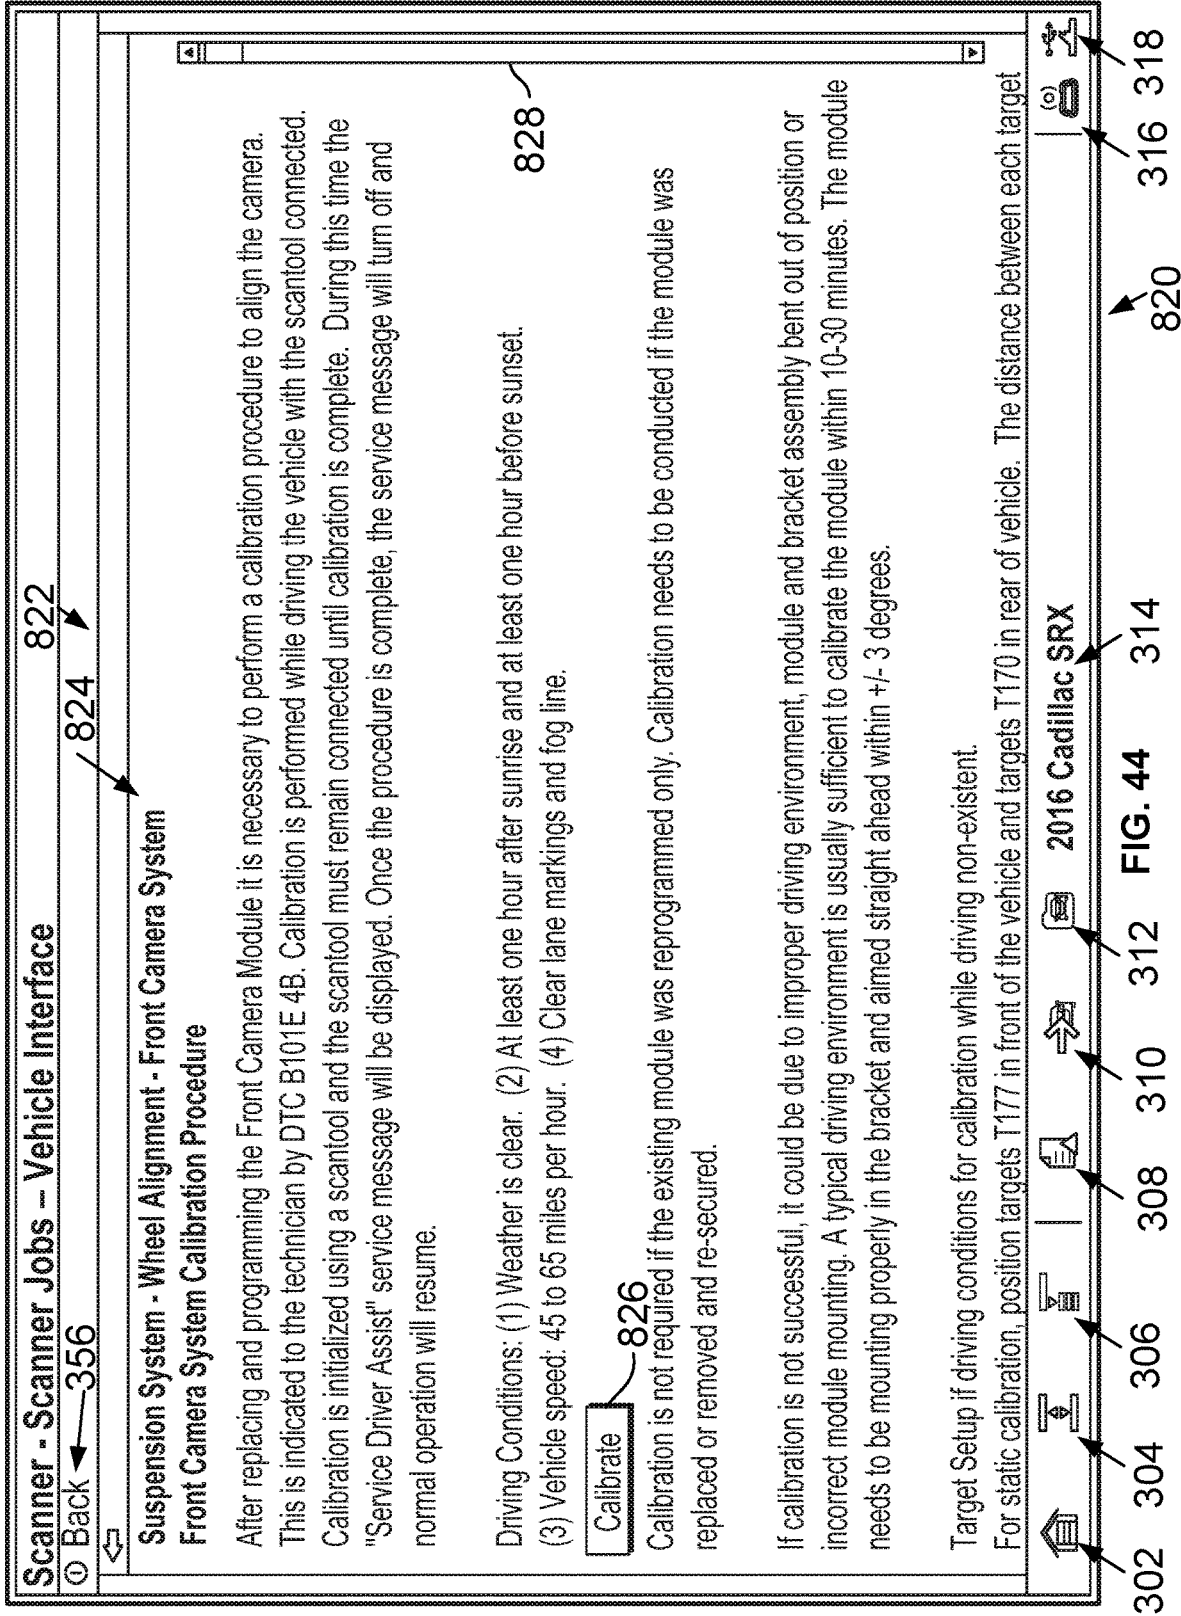 Scanner - Scanner Jobs – Vehicle Interface
822
Back
356
824
Suspension System - Wheel Alignment - Front Camera System
Front Camera System Calibration Procedure
After replacing and programming the Front Camera Module it is necessary to perform a calibration procedure to align the camera.
This is indicated to the technician by DTC B101E 4B. Calibration is performed while driving the vehicle with the scantool connected.
Calibration is initialized using a scantool and the scantool must remain connected until calibration is complete. During this time the
"Service Driver Assist" service message will be displayed. Once the procedure is complete, the service message will turn off and
normal operation will resume.
Driving Conditions: (1) Weather is clear. (2) At least one hour after sunrise and at least one hour before sunset.
(3) Vehicle speed: 45 to 65 miles per hour. (4) Clear lane markings and fog line.
828
Calibrate
826
Calibration is not required if the existing module was reprogrammed only. Calibration needs to be conducted if the module was
replaced or removed and re-secured.
If calibration is not successful, it could be due to improper driving environment, module and bracket assembly bent out of position or
incorrect module mounting. A typical driving environment is usually sufficient to calibrate the module within 10-30 minutes. The module
needs to be mounting properly in the bracket and aimed straight ahead within +/- 3 degrees.
Target Setup if driving conditions for calibration while driving non-existent.
For static calibration, position targets T177 in front of the vehicle and targets T170 in rear of vehicle. The distance between each target
2016 Cadillac SRX
302
304
306
308
310
312
314
316
318
820
FIG. 44